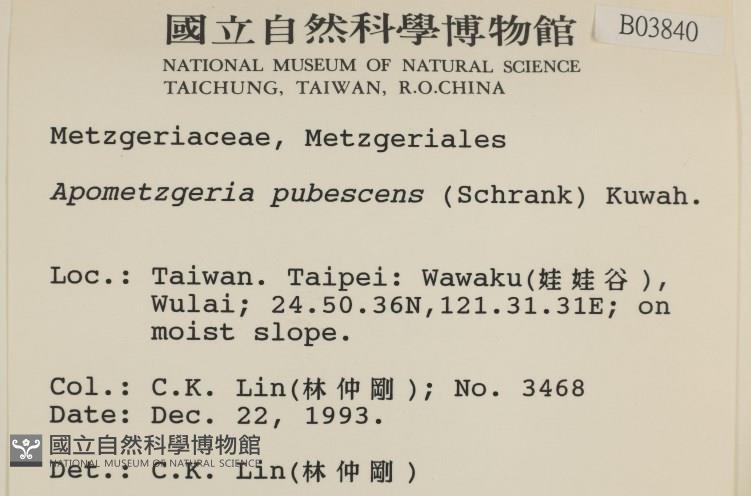 國立自然科學博物館
B03840
NATIONAL MUSEUM OF NATURAL SCIENCE
TAICHUNG, TAIWAN, R.O.CHINA
Metzgeriaceae, Metzgeriales
Apometzgeria pubescens (Schrank) Kuwah.
Loc.: Taiwan. Taipei: Wawaku(娃娃谷),
Wulai; 24.50.36N,121.31.31E; on
moist slope.
Col.: C.K. Lin(林仲剛); No. 3468
Date: Dec. 22, 1993.
國立自然科學博物館
NATIONAL MUSEUM OF NATURAL SCIENCE
Det.: C.K. Lin(林仲剛)